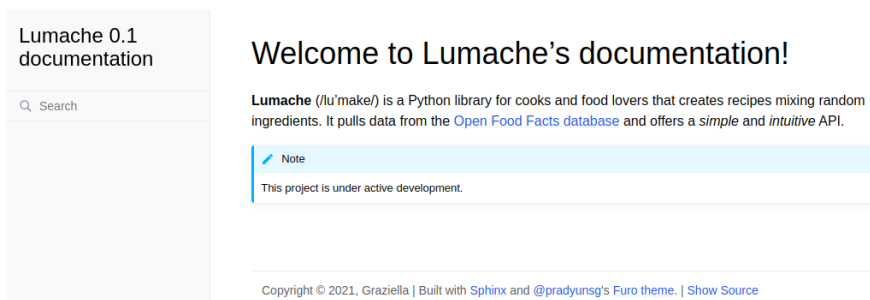 Lumache 0.1
documentation
Search
Welcome to Lumache’s documentation!
Lumache (/lu’make/) is a Python library for cooks and food lovers that creates recipes mixing random
ingredients. It pulls data from the Open Food Facts database and offers a simple and intuitive API.
Note
This project is under active development.
Copyright © 2021, Graziella | Built with Sphinx and @pradyunsg's Furo theme. | Show Source